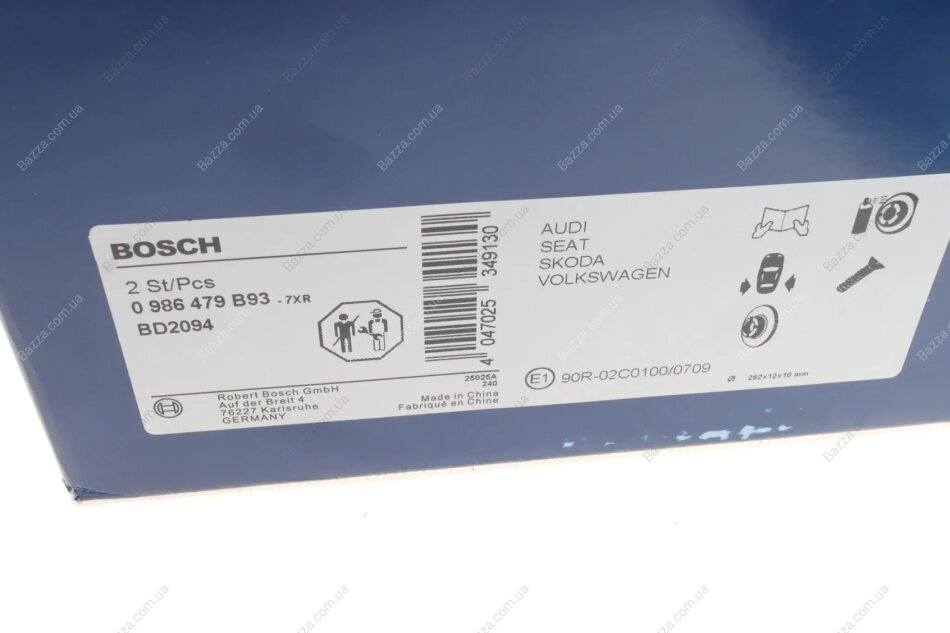 BOSCH
2 St/Pcs
0 986 479 B93 - 7XR
BD2094
4 047025 349130
AUDI
SEAT
SKODA
VOLKSWAGEN
Robert Bosch GmbH
Auf der Breit 4
76227 Karlsruhe
GERMANY
25025A
240
Made in China
Fabriqué en Chine
E1 90R-02C0100/0709
Ø 282x12x10 mm
Bazza.com.ua